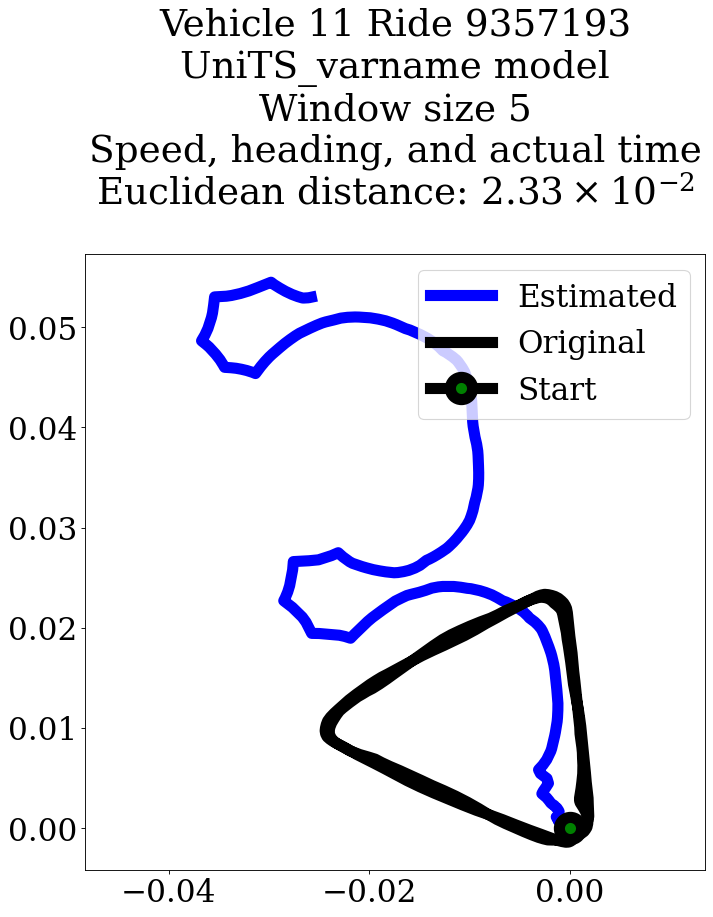 Vehicle 11 Ride 9357193
UniTS_varname model
Window size 5
Speed, heading, and actual time
Euclidean distance: 2.33 × 10⁻²
Estimated
Original
Start
0.05
0.04
0.03
0.02
0.01
0.00
−0.04
−0.02
0.00